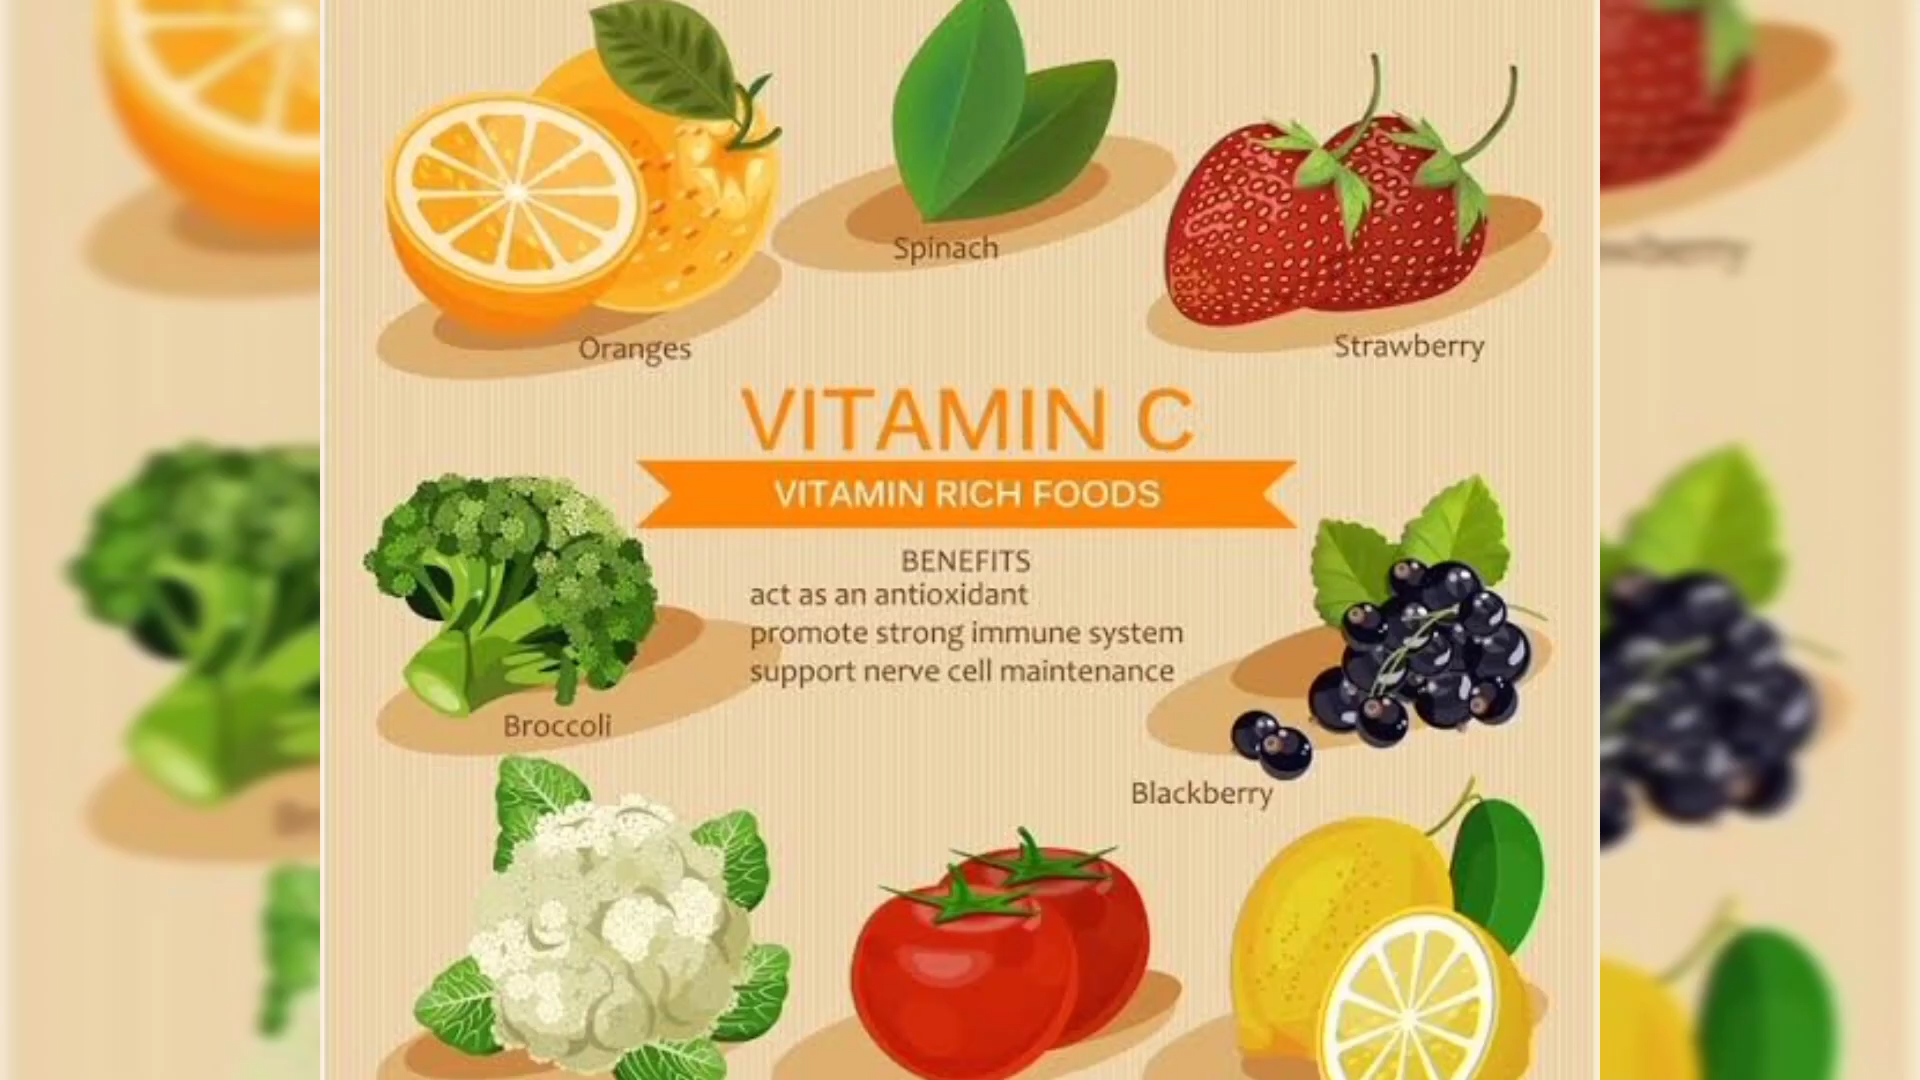 Spinach
Oranges
Strawberry
VITAMIN C
VITAMIN RICH FOODS
BENEFITS
act as an antioxidant
promote strong immune system
support nerve cell maintenance
Broccoli
Blackberry